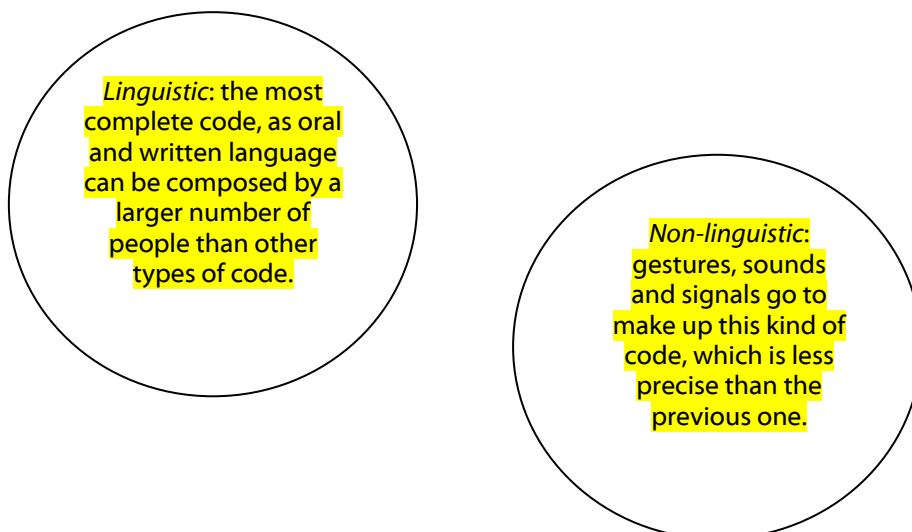 Linguistic: the most
complete code, as oral
and written language
can be composed by a
larger number of
people than other
types of code.
Non-linguistic:
gestures, sounds
and signals go to
make up this kind of
code, which is less
precise than the
previous one.